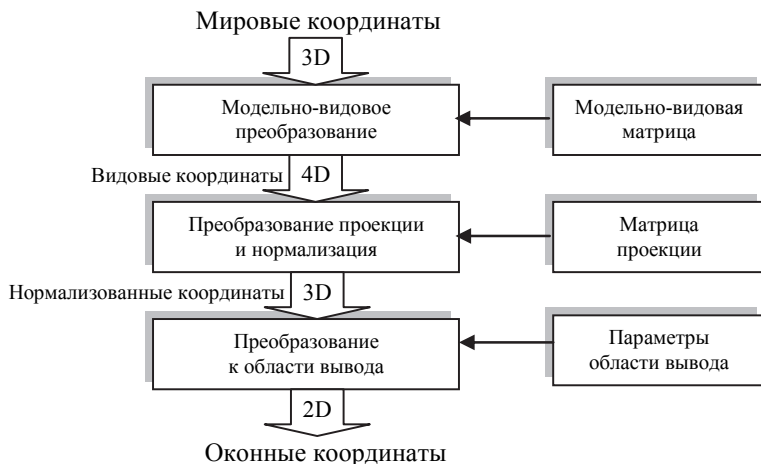 Мировые координаты
3D
Модельно-видовое
преобразование
Модельно-видовая
матрица
Видовые координаты
4D
Преобразование проекции
и нормализация
Матрица
проекции
Нормализованные координаты
3D
Преобразование
к области вывода
Параметры
области вывода
2D
Оконные координаты